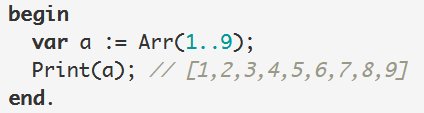 begin
  var a := Arr(1..9);
  Print(a); // [1,2,3,4,5,6,7,8,9]
end.